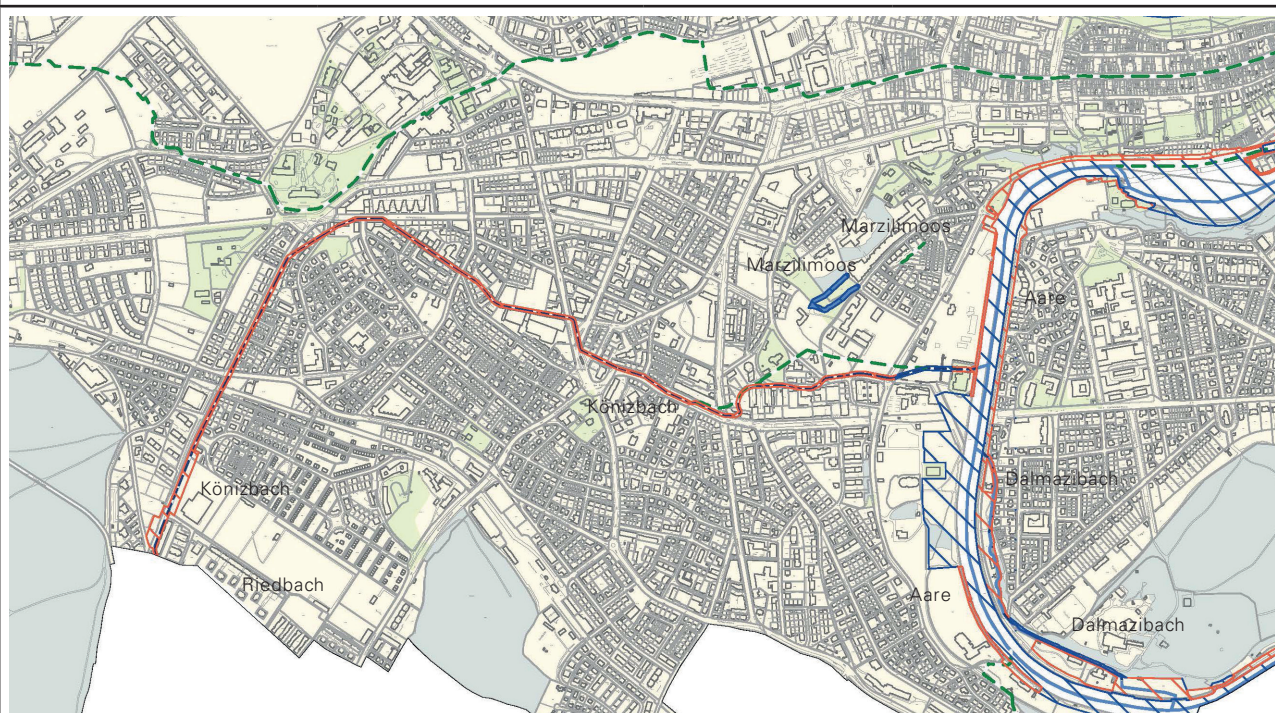 Marzilimoos
Marzilimoos
Aare
Könizbach
Dalmazibach
Könizbach
Riedbach
Aare
Dalmazibach